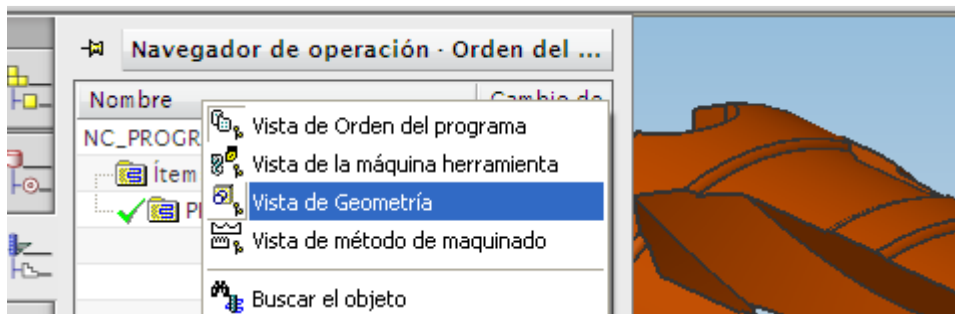 Navegador de operación - Orden del ...
Nombre
Cambio de
NC_PROGR
Vista de Orden del programa
Vista de la máquina herramienta
Ítem
Vista de Geometría
Vista de método de maquinado
Buscar el objeto